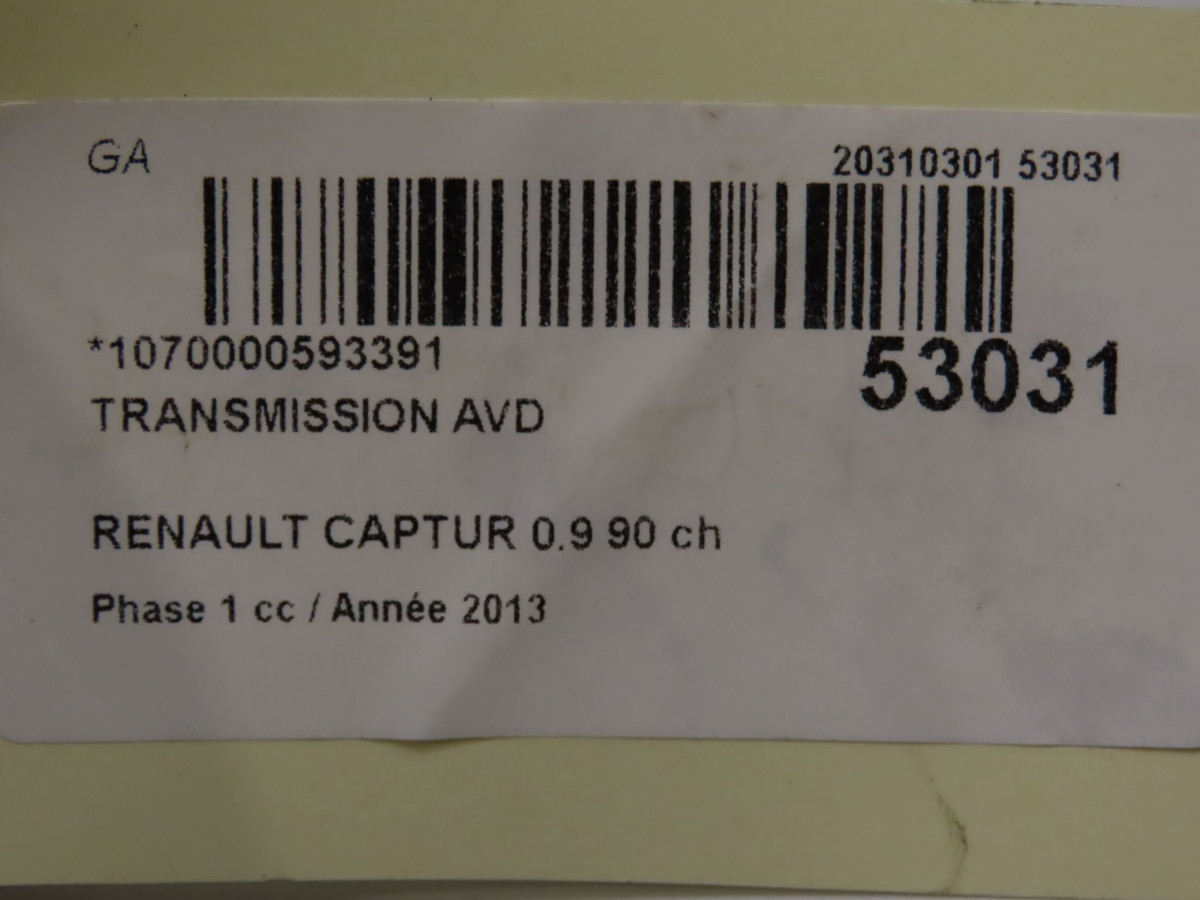 GA
20310301 53031
*1070000593391
53031
TRANSMISSION AVD
RENAULT CAPTUR 0.9 90 ch
Phase 1 cc / Année 2013